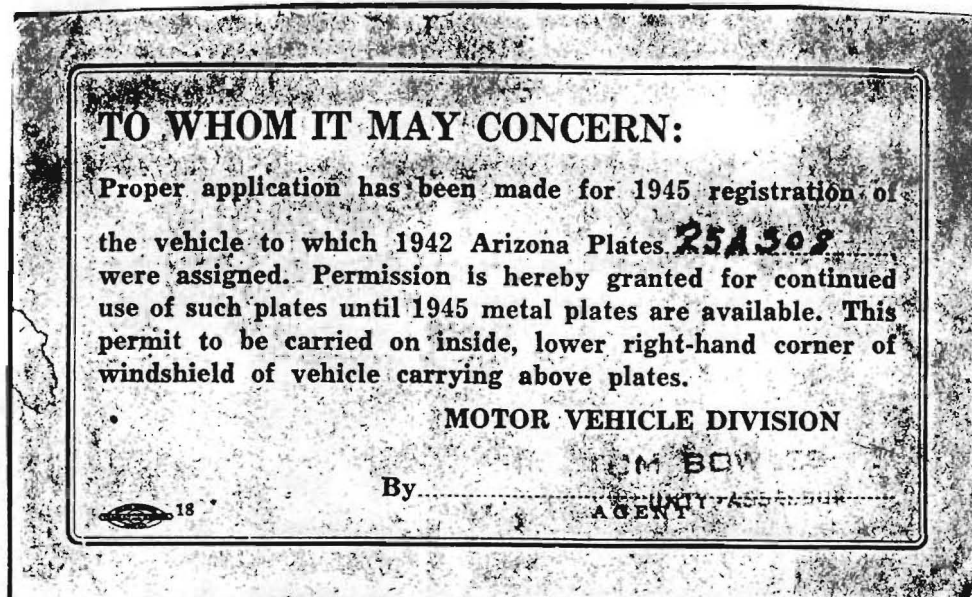 TO WHOM IT MAY CONCERN:
Proper application has been made for 1945 registration of
the vehicle to which 1942 Arizona Plates 25A308
were assigned. Permission is hereby granted for continued
use of such plates until 1945 metal plates are available. This
permit to be carried on inside, lower right-hand corner of
windshield of vehicle carrying above plates.
MOTOR VEHICLE DIVISION
TOM
By
AGENT
18